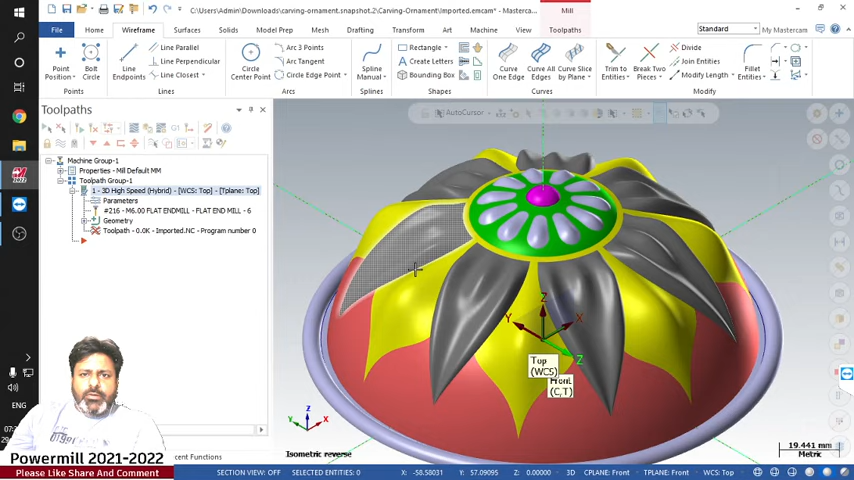 C:\Users\Admin\Downloads\carving-ornament.snapshot.2\Carving-Ornament\Imported.emcam* - Mastercam...
Mill
File
Home
Wireframe
Surfaces
Solids
Model Prep
Mesh
Drafting
Transform
Machine
View
Toolpaths
Standard
My Mastercam
Point Position
Bolt Circle
Points
Line Endpoints
Line Parallel
Line Perpendicular
Line Closest
Lines
Circle Center Point
Arc 3 Points
Arc Tangent
Circle Edge Point
Arcs
Spline Manual
Splines
Rectangle
Create Letters
Bounding Box
Shapes
Curve One Edge
Curve All Edges
Curve Slice by Plane
Curves
Trim to Entities
Break Two Pieces
Divide
Join Entities
Modify Length
Fillet Entities
Modify
AutoCursor
Toolpaths
Machine Group-1
Properties - Mill Default MM
Toolpath Group-1
1 - 3D High Speed (Hybrid) - [WCS: Top] - [Tplane: Top]
Parameters
#216 - M6.00 FLAT ENDMILL - FLAT END MILL - 6
Geometry
Toolpath - 0.0K - Imported.NC - Program number 0
Z
Y
X
Z
Top
(WCS)
Front
(C,T)
Z
Y
X
Isometric reverse
19.441 mm
Metric
ENG
Powermill 2021-2022
Please Like Share And Comment
cent Functions
SECTION VIEW: OFF
SELECTED ENTITIES: 0
X: -58.58031
Y: 57.09095
Z: 0.00000
3D
CPLANE: Front
TPLANE: Front
WCS: Top